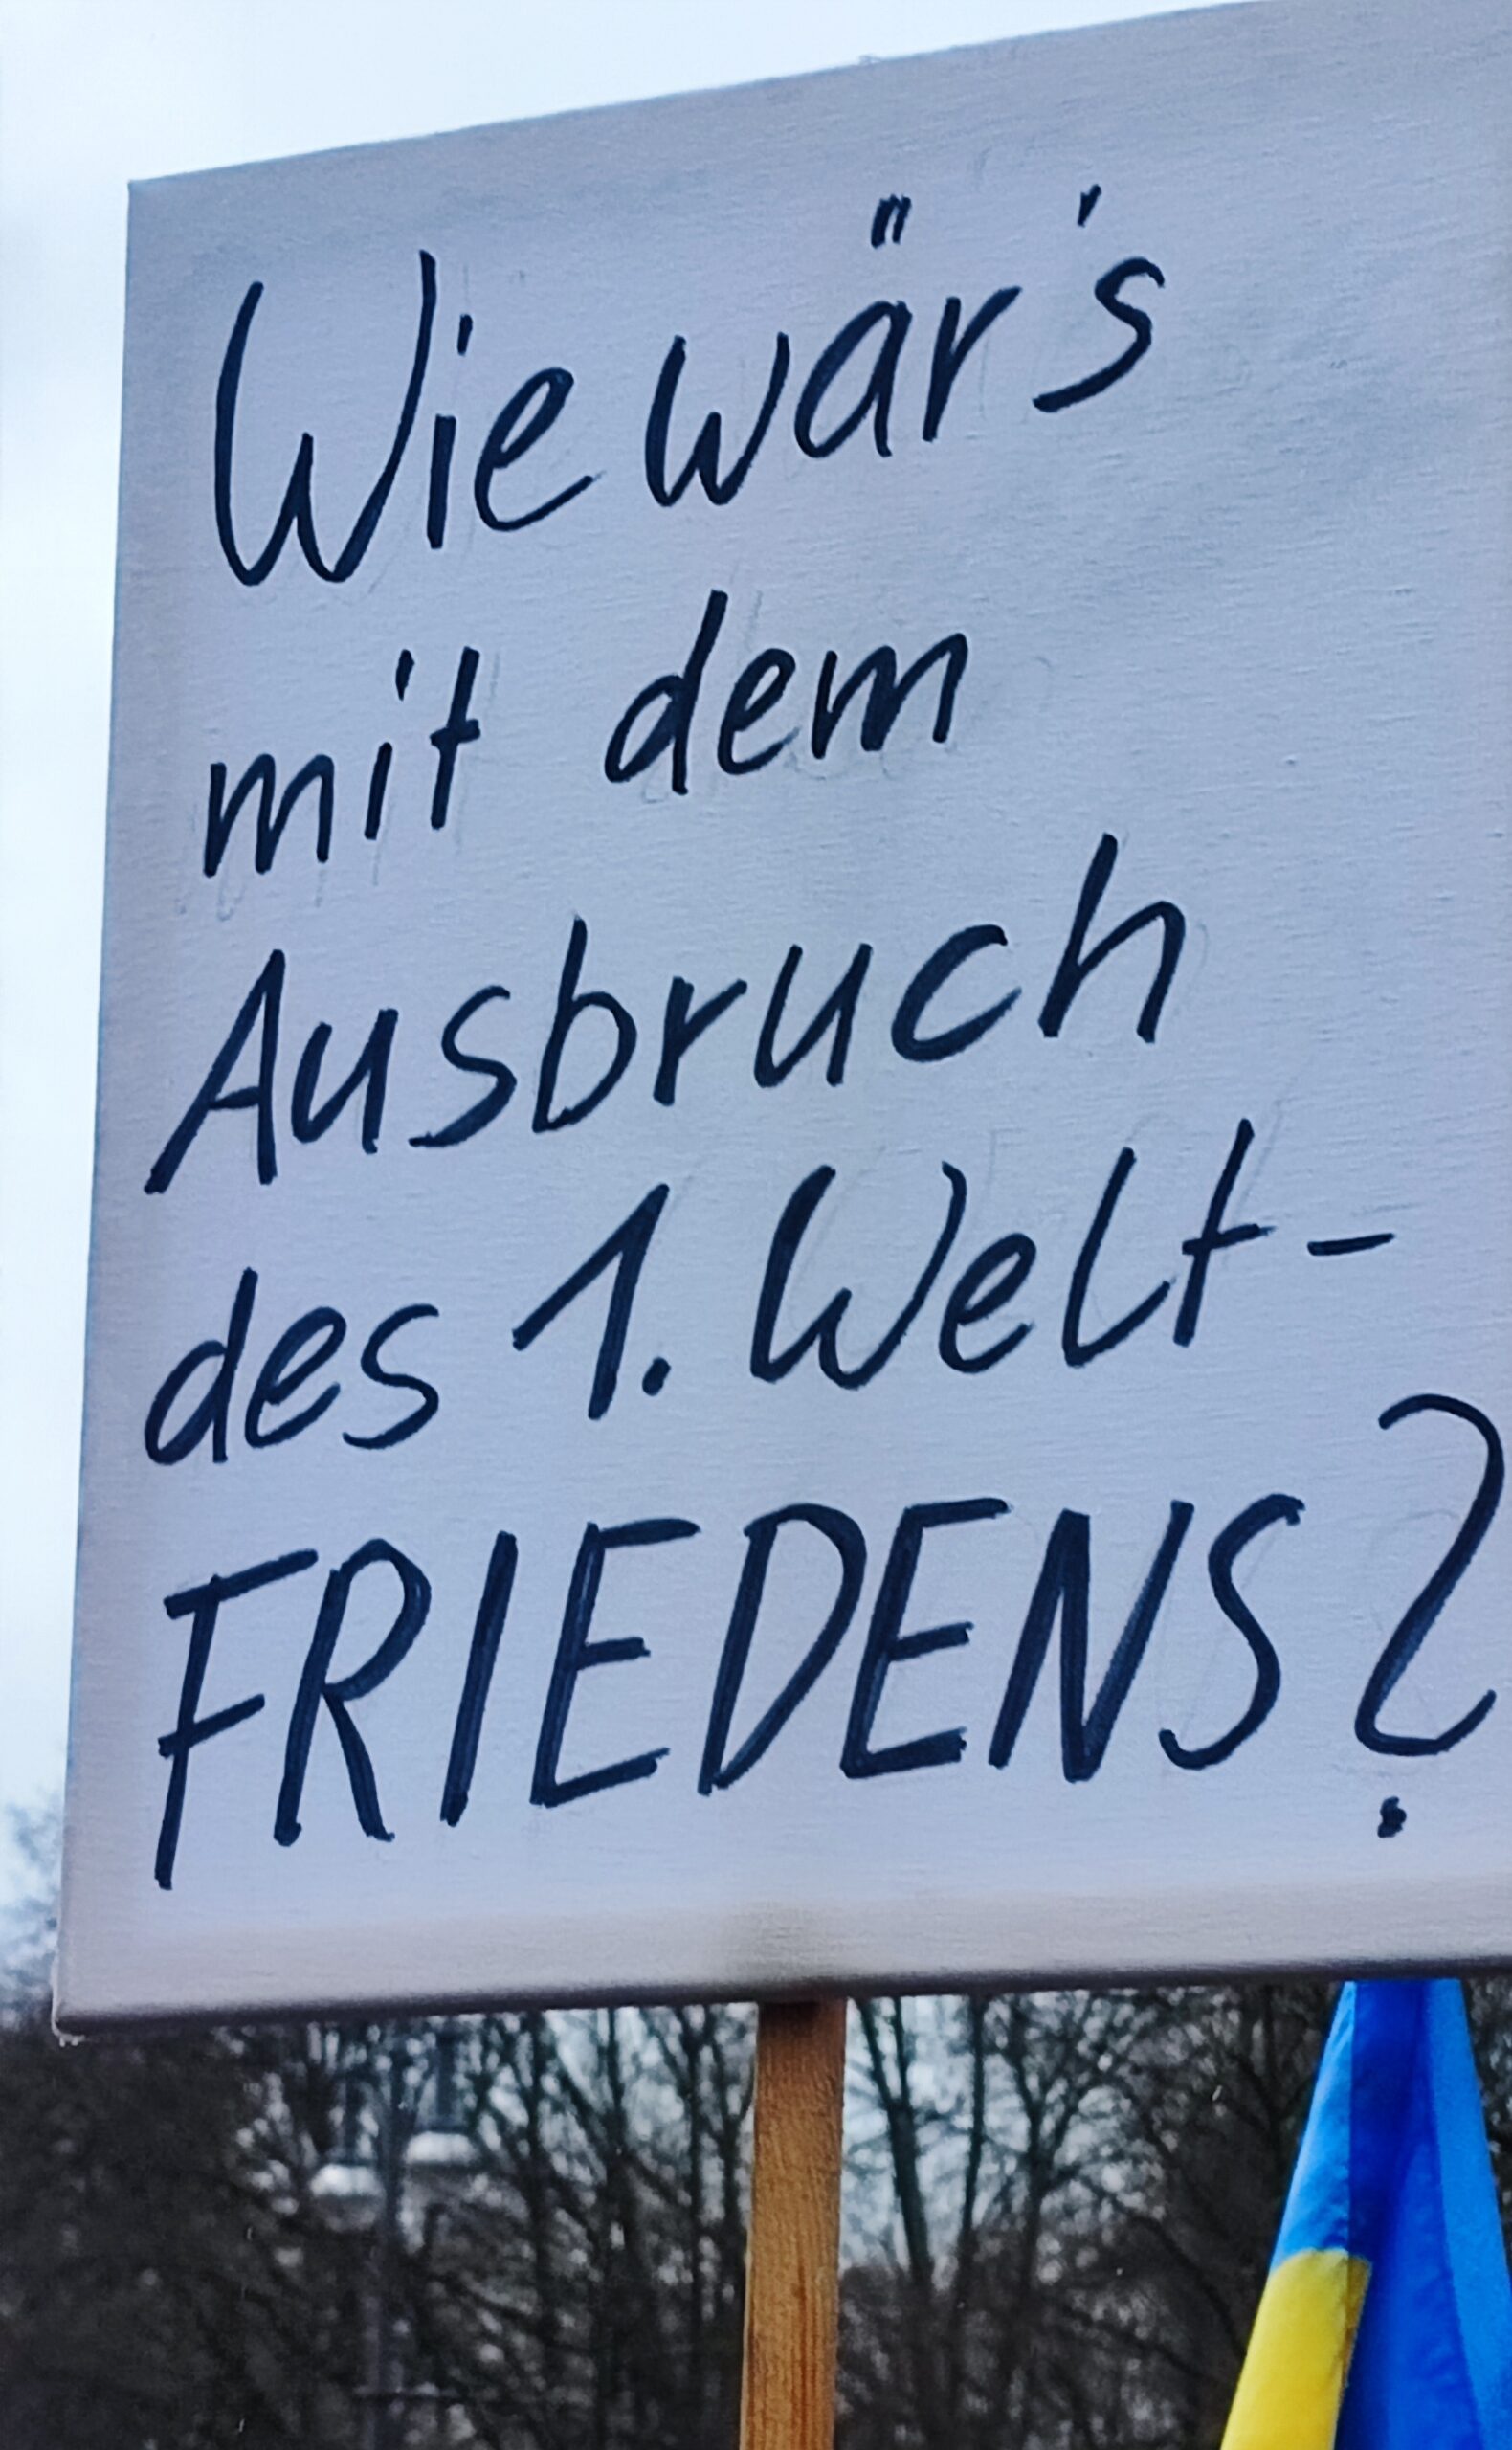 Wie wär's
mit dem
Ausbruch
des 1. Welt-
FRIEDENS?